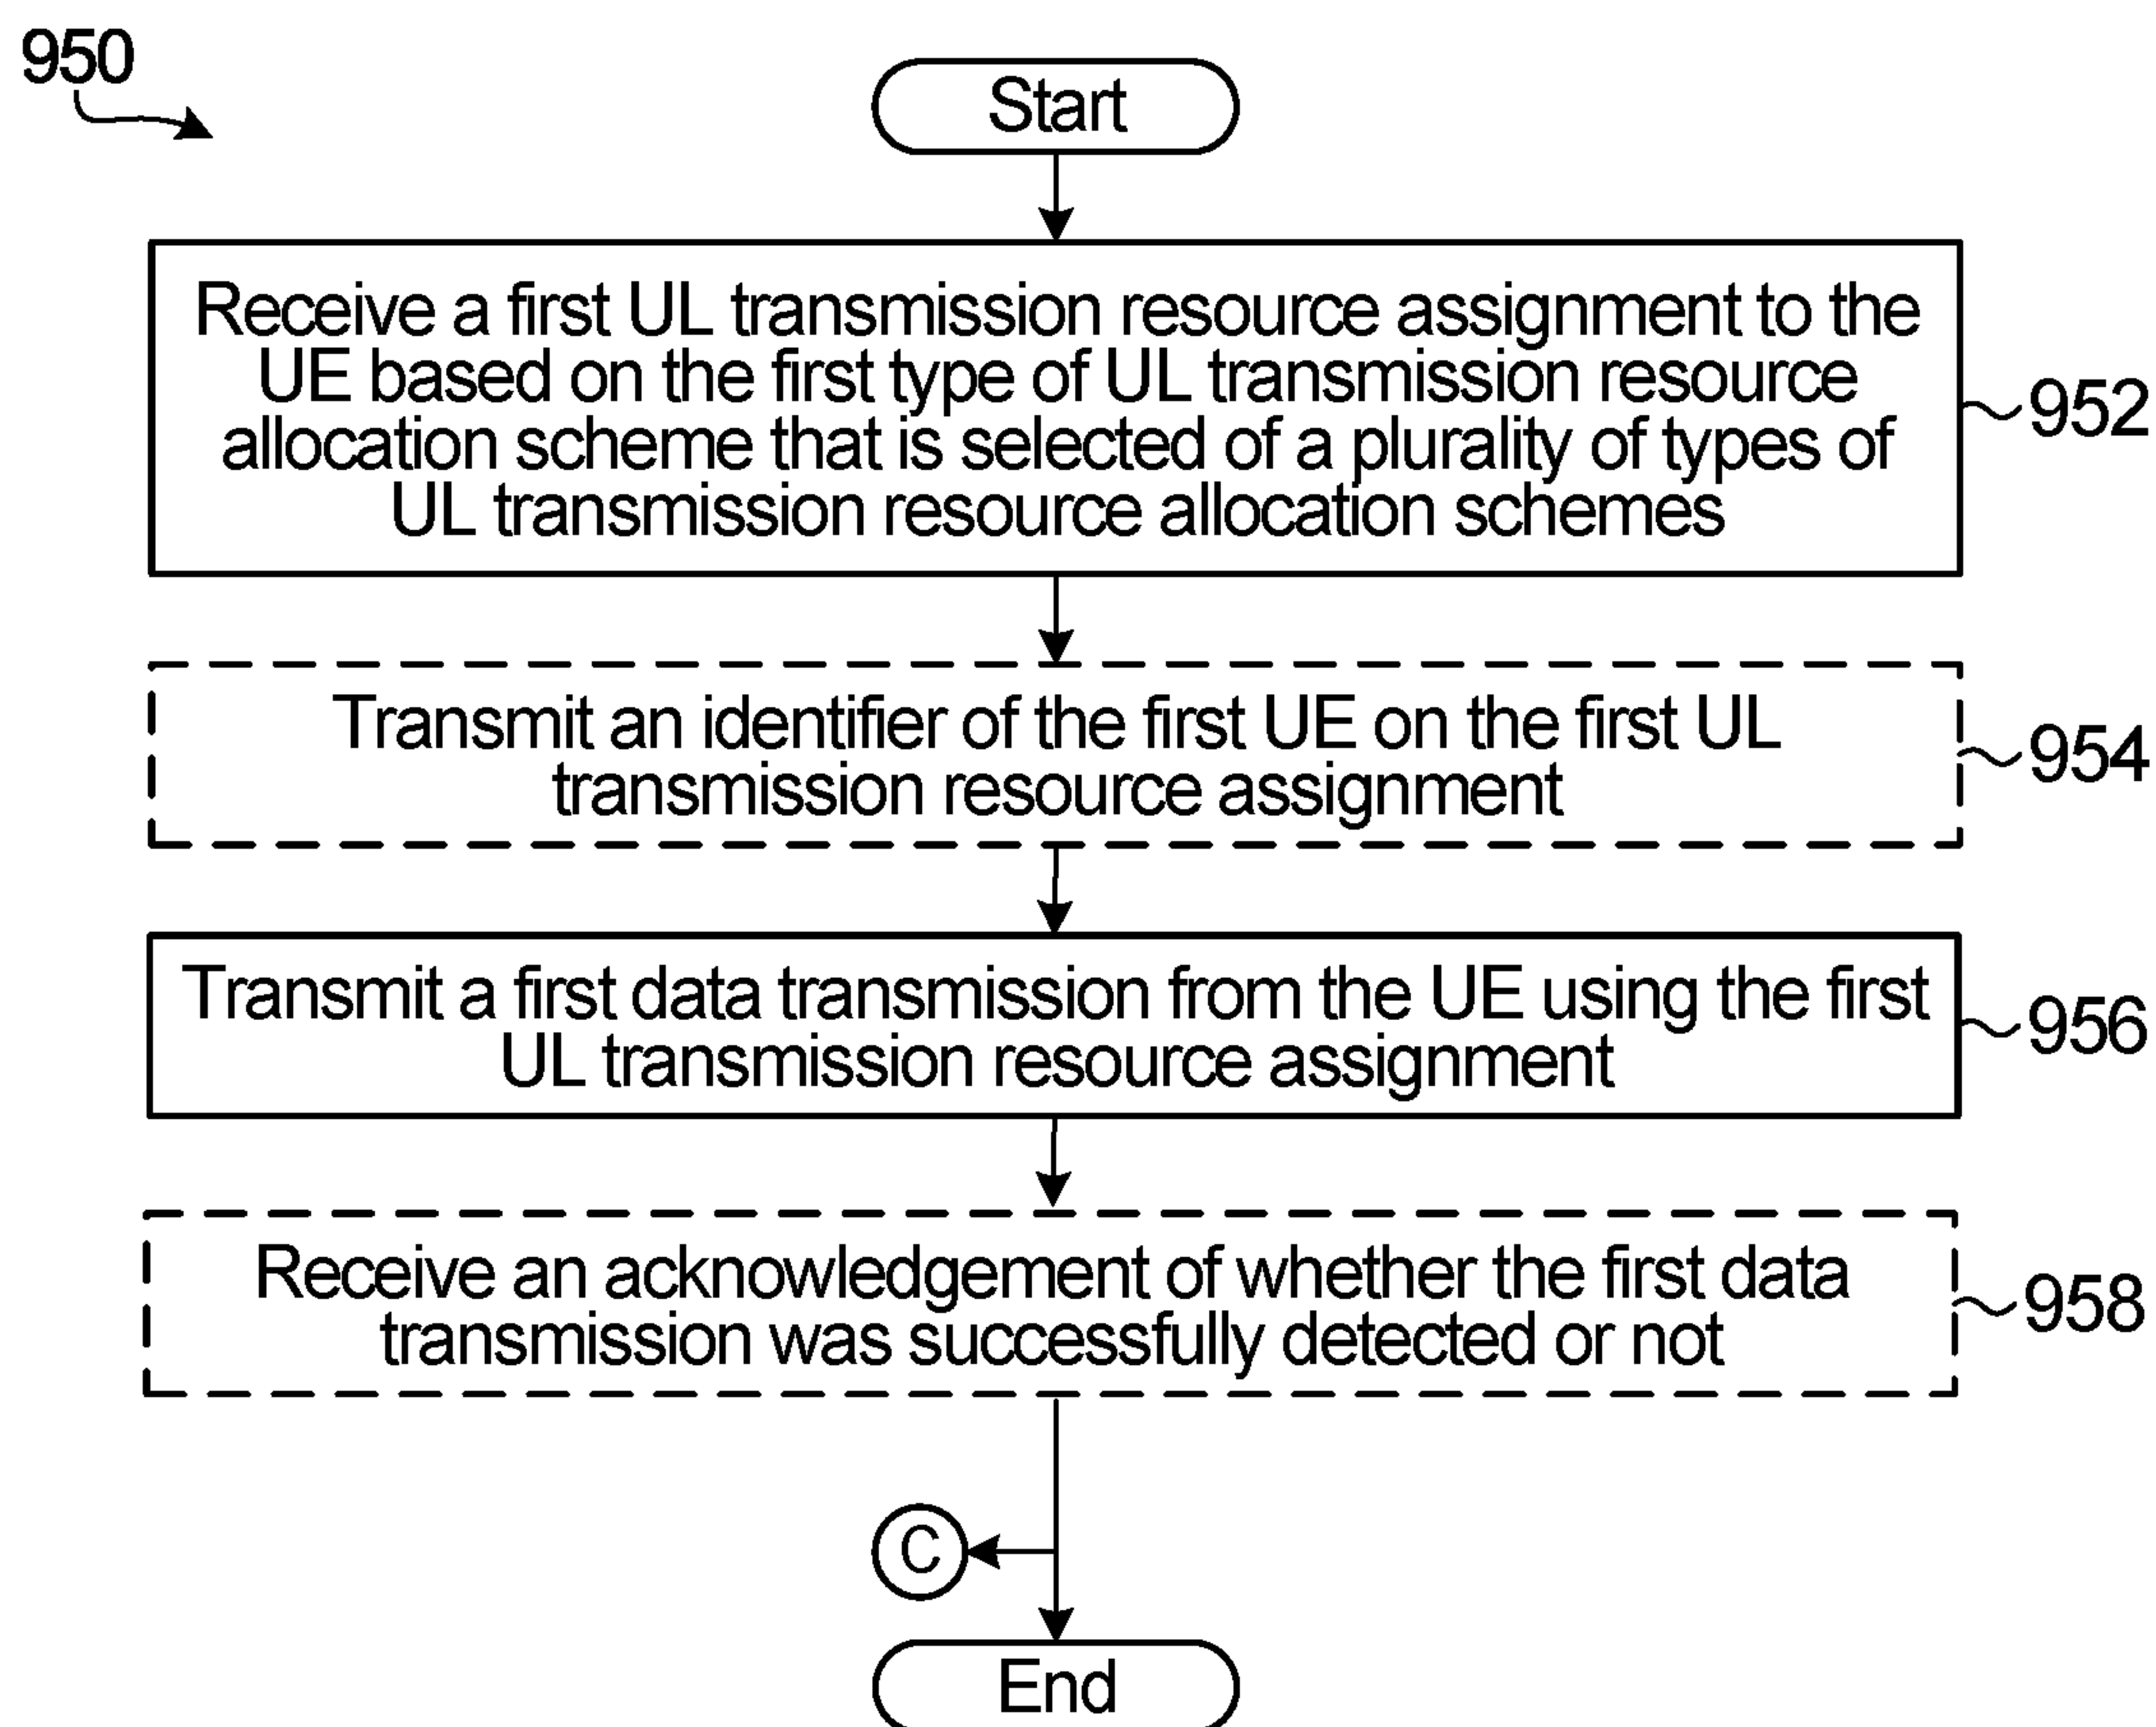 950
Start
Receive a first UL transmission resource assignment to the
UE based on the first type of UL transmission resource
allocation scheme that is selected of a plurality of types of
UL transmission resource allocation schemes
952
Transmit an identifier of the first UE on the first UL
transmission resource assignment
954
Transmit a first data transmission from the UE using the first
UL transmission resource assignment
956
Receive an acknowledgement of whether the first data
transmission was successfully detected or not
958
C
End